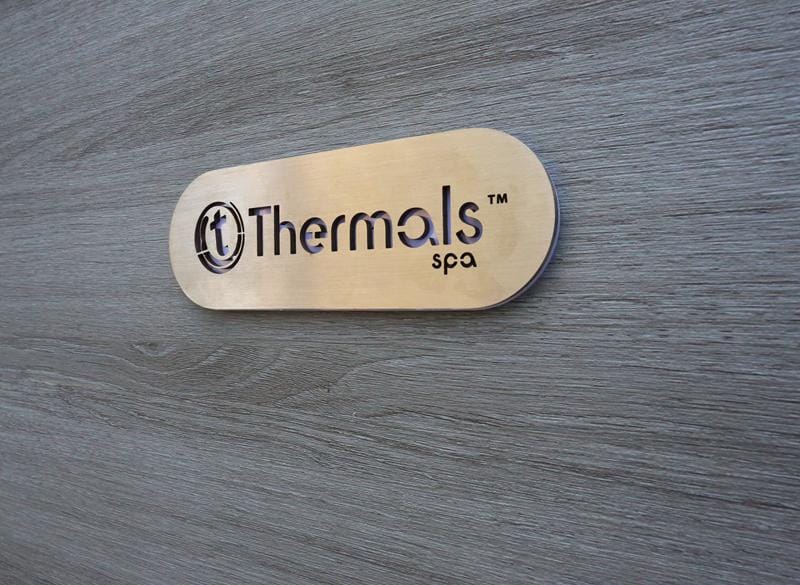 t Thermals™
spa